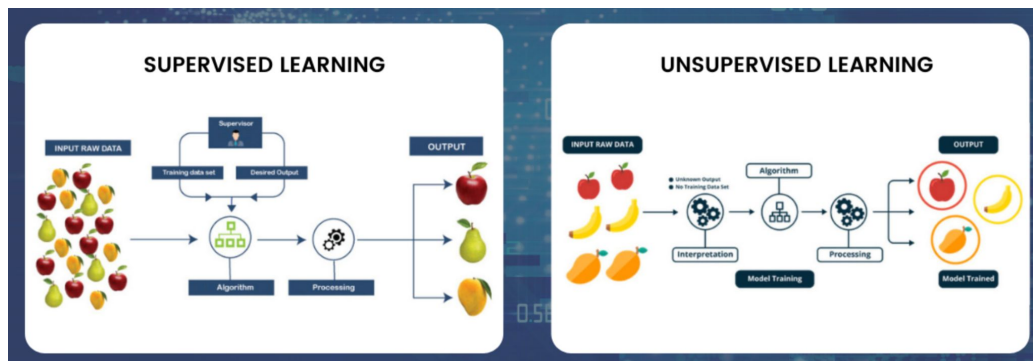 SUPERVISED LEARNING
Supervisor
INPUT RAW DATA
OUTPUT
Training data set
Desired Output
Algorithm
Processing
UNSUPERVISED LEARNING
INPUT RAW DATA
OUTPUT
Algorithm
Unknown Output
No Training Data Set
Interpretation
Processing
Model Training
Model Trained